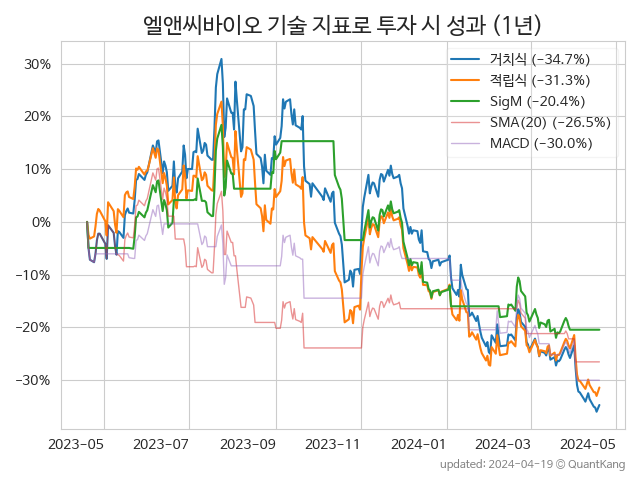 엘앤씨바이오 기술 지표로 투자 시 성과 (1년)
거치식 (−34.7%)
적립식 (−31.3%)
SigM (−20.4%)
SMA(20) (−26.5%)
MACD (−30.0%)
30%
20%
10%
0%
−10%
−20%
−30%
2023−05 2023−07 2023−09 2023−11 2024−01 2024−03 2024−05
updated: 2024−04−19 © QuantKang